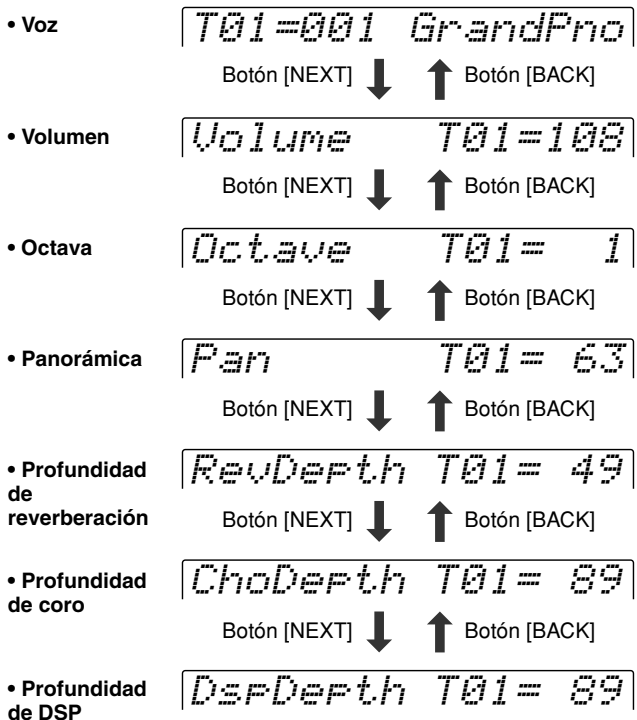 • Voz
T01=001 GrandPno
Botón [NEXT] Botón [BACK]
• Volumen
Volume T01=108
Botón [NEXT] Botón [BACK]
• Octava
Octave T01= 1
Botón [NEXT] Botón [BACK]
• Panorámica
Pan T01= 63
Botón [NEXT] Botón [BACK]
• Profundidad
de
reverberación
RevDepth T01= 49
Botón [NEXT] Botón [BACK]
• Profundidad
de coro
ChoDepth T01= 89
Botón [NEXT] Botón [BACK]
• Profundidad
de DSP
DspDepth T01= 89